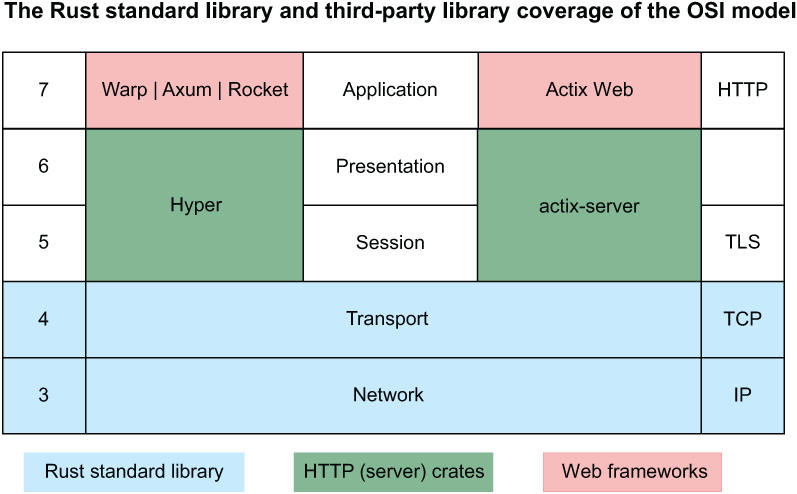 The Rust standard library and third-party library coverage of the OSI model
7 Warp | Axum | Rocket Application Actix Web HTTP
6 Presentation
Hyper actix-server
5 Session TLS
4 Transport TCP
3 Network IP
Rust standard library HTTP (server) crates Web frameworks